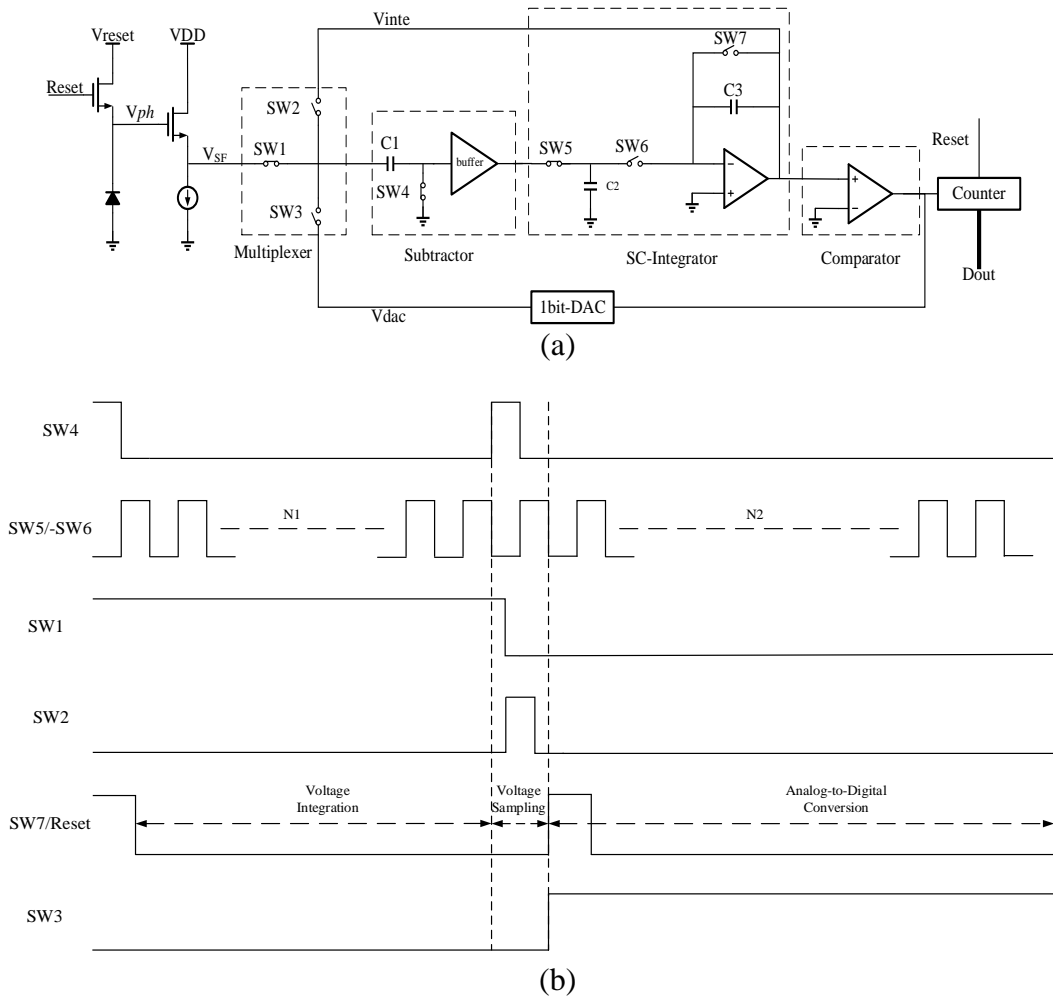 Vinte
Vreset
VDD
SW7
Reset
SW2
C3
Vph
C1
Reset
VSF
SW1
buffer
SW5
SW6
−
+
+
−
SW4
C2
Counter
SW3
Multiplexer
Subtractor
SC-Integrator
Comparator
Dout
Vdac
1bit-DAC
(a)
SW4
SW5/-SW6
N1
N2
SW1
SW2
Voltage
Integration
Voltage
Sampling
Analog-to-Digital
Conversion
SW7/Reset
SW3
(b)